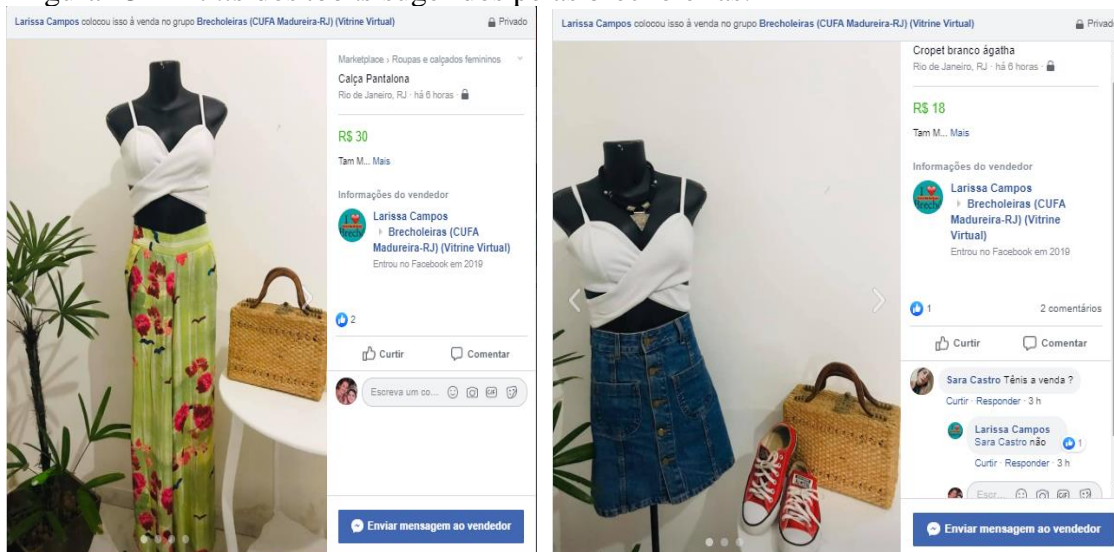 Larissa Campos colocou isso à venda no grupo Brecholeiras (CUFA Madureira-RJ) (Vitrine Virtual)
Privado
Marketplace › Roupas e calçados femininos
Calça Pantalona
Rio de Janeiro, RJ · há 6 horas ·
R$ 30
Tam M... Mais
Informações do vendedor
I
Brechó
Larissa Campos
Brecholeiras (CUFA
Madureira-RJ) (Vitrine Virtual)
Entrou no Facebook em 2019
2
Curtir Comentar
Escreva um co... GIF
Enviar mensagem ao vendedor
Larissa Campos colocou isso à venda no grupo Brecholeiras (CUFA Madureira-RJ) (Vitrine Virtual)
Privado
Cropet branco ágatha
Rio de Janeiro, RJ · há 6 horas ·
R$ 18
Tam M... Mais
Informações do vendedor
I
Brechó
Larissa Campos
Brecholeiras (CUFA
Madureira-RJ) (Vitrine
Virtual)
Entrou no Facebook em 2019
1 2 comentários
Curtir Comentar
Sara Castro Tênis a venda ?
Curtir · Responder · 3 h
Larissa Campos
Sara Castro não 1
Curtir · Responder · 3 h
Escr... GIF
Enviar mensagem ao vendedor